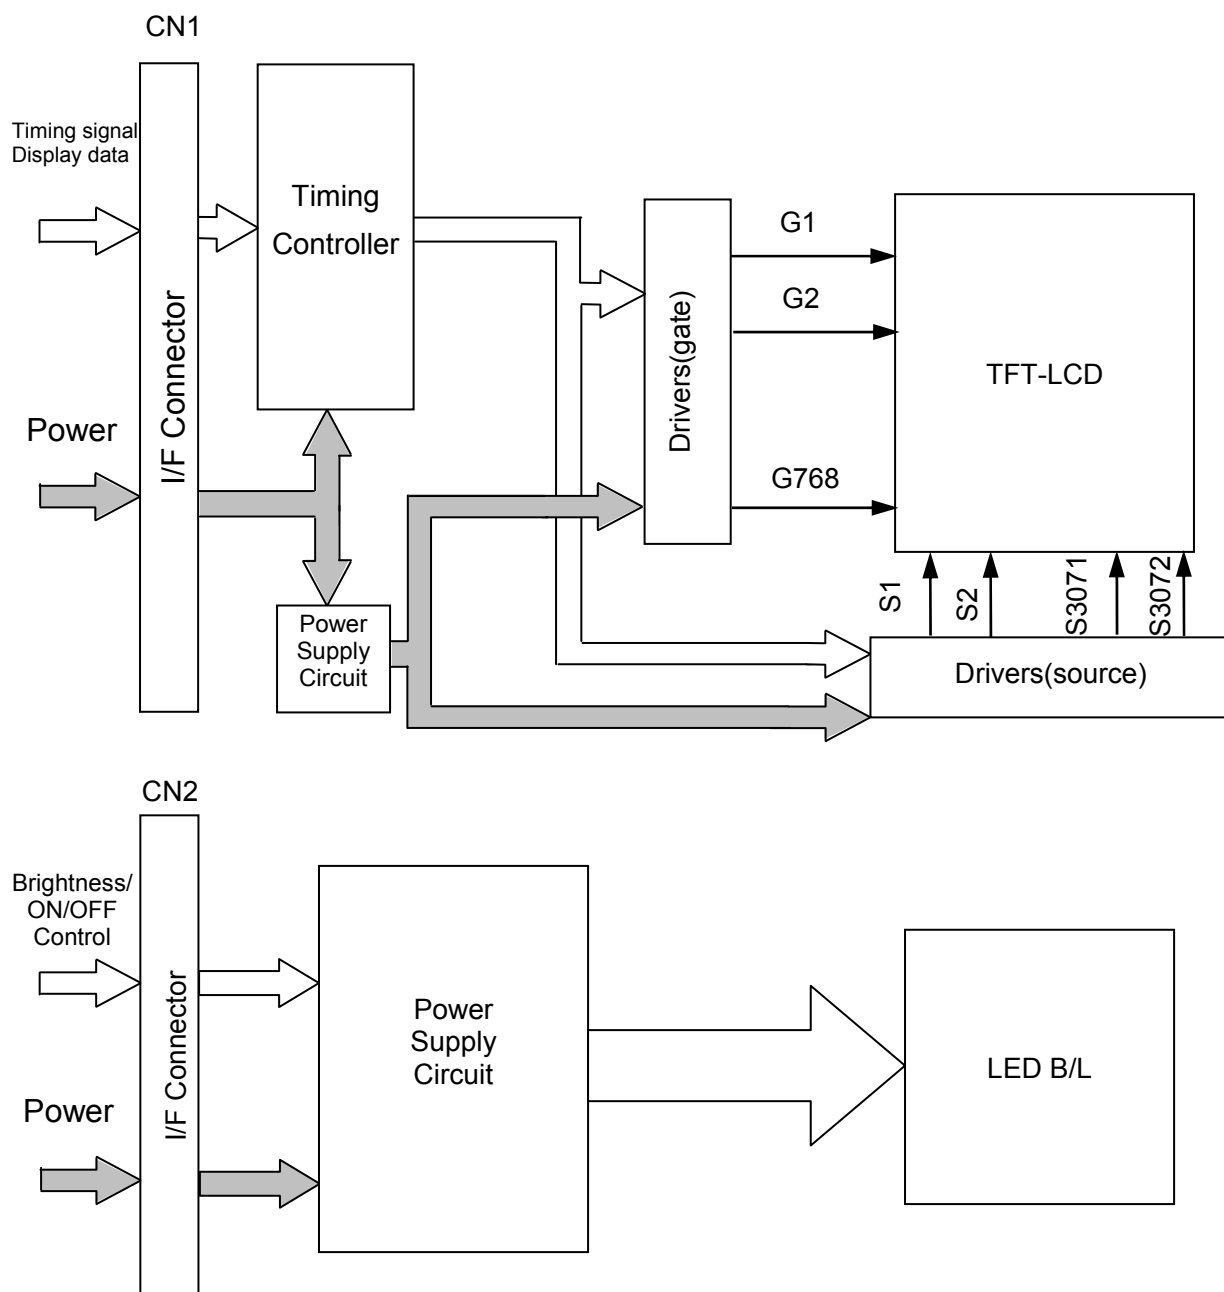 CN1
Timing signal
Display data
Power
I/F Connector
Timing
Controller
Power
Supply
Circuit
Drivers(gate)
G1
G2
G768
TFT-LCD
S1
S2
S3071
S3072
Drivers(source)
CN2
Brightness/
ON/OFF
Control
Power
I/F Connector
Power
Supply
Circuit
LED B/L